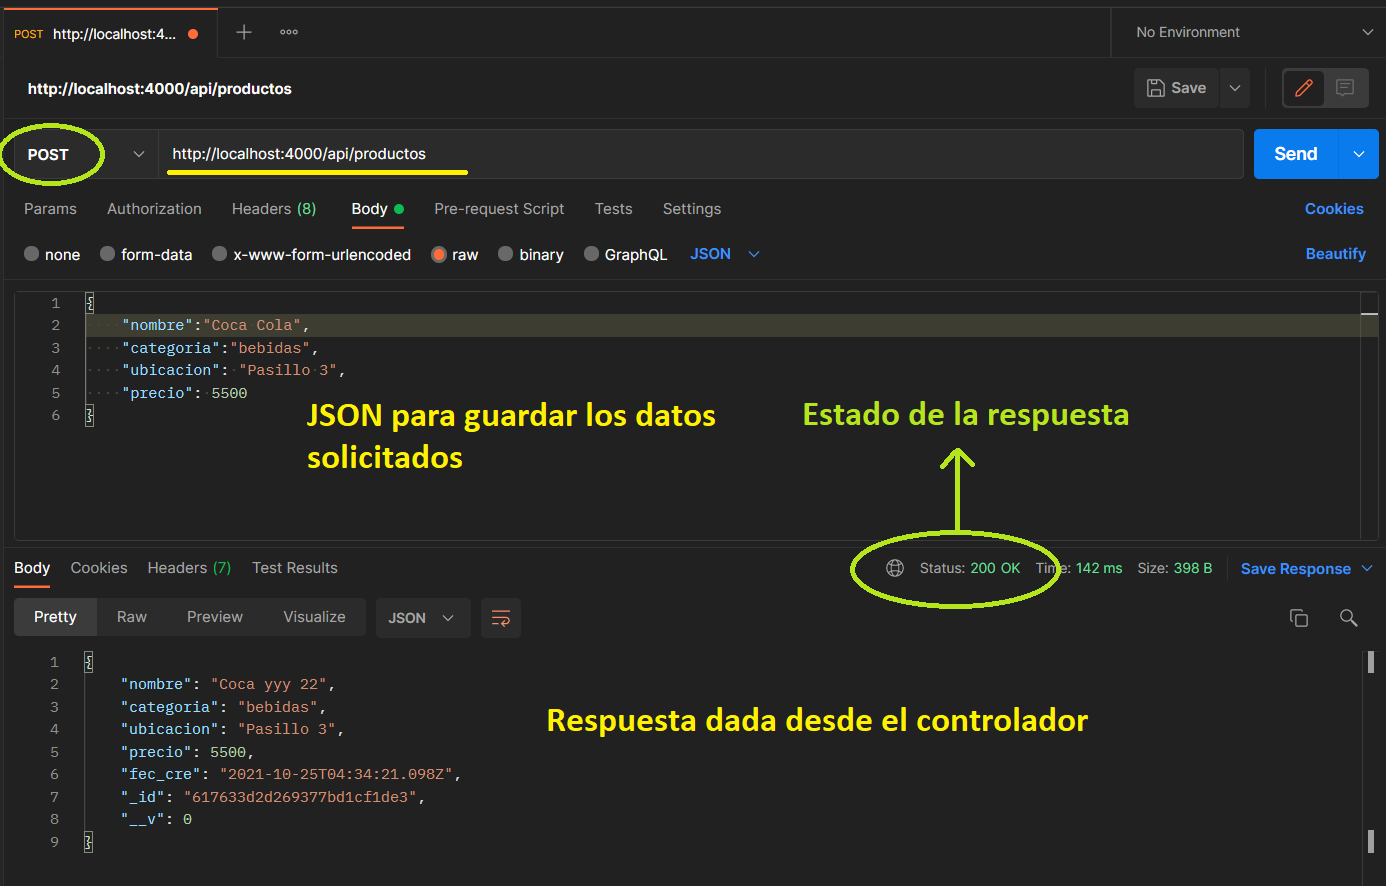 POST http://localhost:4... No Environment
http://localhost:4000/api/productos Save
POST http://localhost:4000/api/productos Send
Params Authorization Headers (8) Body Pre-request Script Tests Settings Cookies
none form-data x-www-form-urlencoded raw binary GraphQL JSON Beautify
1 {
2 "nombre":"Coca Cola",
3 "categoria":"bebidas",
4 "ubicacion": "Pasillo 3",
5 "precio": 5500
6 }
JSON para guardar los datos
solicitados
Estado de la respuesta
Body Cookies Headers (7) Test Results Status: 200 OK Time: 142 ms Size: 398 B Save Response
Pretty Raw Preview Visualize JSON
1 {
2 "nombre": "Coca yyy 22",
3 "categoria": "bebidas",
4 "ubicacion": "Pasillo 3",
5 "precio": 5500,
6 "fec_cre": "2021-10-25T04:34:21.098Z",
7 "_id": "617633d2d269377bd1cf1de3",
8 "__v": 0
9 }
Respuesta dada desde el controlador